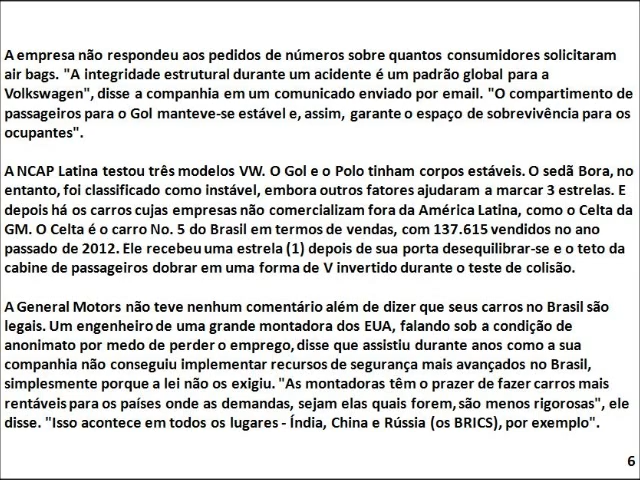 A empresa não respondeu aos pedidos de números sobre quantos consumidores solicitaram
air bags. "A integridade estrutural durante um acidente é um padrão global para a
Volkswagen", disse a companhia em um comunicado enviado por email. "O compartimento de
passageiros para o Gol manteve-se estável e, assim, garante o espaço de sobrevivência para os
ocupantes".
A NCAP Latina testou três modelos VW. O Gol e o Polo tinham corpos estáveis. O sedã Bora, no
entanto, foi classificado como instável, embora outros fatores ajudaram a marcar 3 estrelas. E
depois há os carros cujas empresas não comercializam fora da América Latina, como o Celta da
GM. O Celta é o carro No. 5 do Brasil em termos de vendas, com 137.615 vendidos no ano
passado de 2012. Ele recebeu uma estrela (1) depois de sua porta desequilibrar-se e o teto da
cabine de passageiros dobrar em uma forma de V invertido durante o teste de colisão.
A General Motors não teve nenhum comentário além de dizer que seus carros no Brasil são
legais. Um engenheiro de uma grande montadora dos EUA, falando sob a condição de
anonimato por medo de perder o emprego, disse que assistiu durante anos como a sua
companhia não conseguiu implementar recursos de segurança mais avançados no Brasil,
simplesmente porque a lei não os exigiu. "As montadoras têm o prazer de fazer carros mais
rentáveis para os países onde as demandas, sejam elas quais forem, são menos rigorosas", ele
disse. "Isso acontece em todos os lugares - Índia, China e Rússia (os BRICS), por exemplo".
6